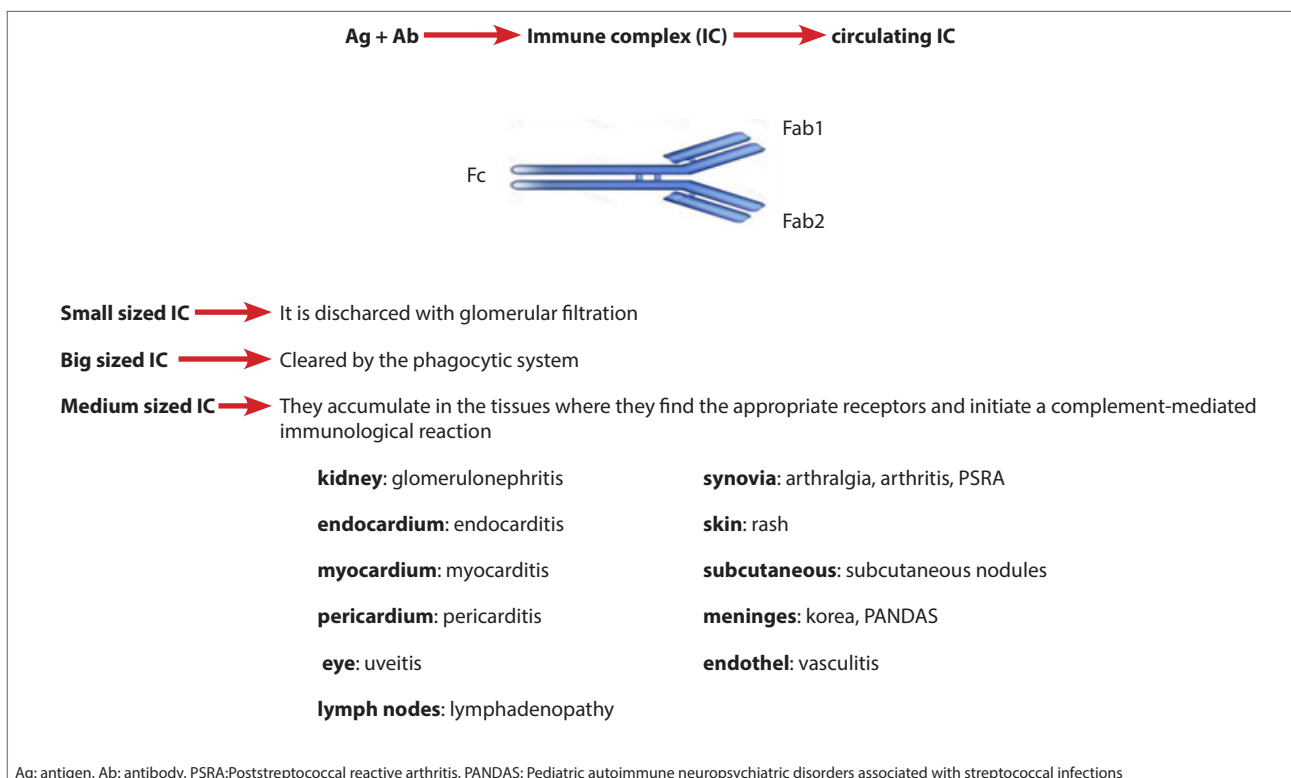 Ag + Ab Immune complex (IC) circulating IC
Fab1
Fc
Fab2
Small sized IC It is discharced with glomerular filtration
Big sized IC Cleared by the phagocytic system
Medium sized IC They accumulate in the tissues where they find the appropriate receptors and initiate a complement-mediated
immunological reaction
kidney: glomerulonephritis synovia: arthralgia, arthritis, PSRA
endocardium: endocarditis skin: rash
myocardium: myocarditis subcutaneous: subcutaneous nodules
pericardium: pericarditis meninges: korea, PANDAS
eye: uveitis endothel: vasculitis
lymph nodes: lymphadenopathy
Ag: antigen, Ab: antibody, PSRA:Poststreptococcal reactive arthritis, PANDAS: Pediatric autoimmune neuropsychiatric disorders associated with streptococcal infections